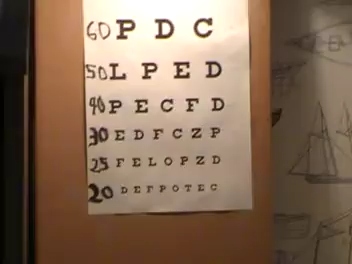 60 P D C
50 L P E D
40 P E C F D
30 E D F C Z P
25 F E L O P Z D
20 D E F P O T E C